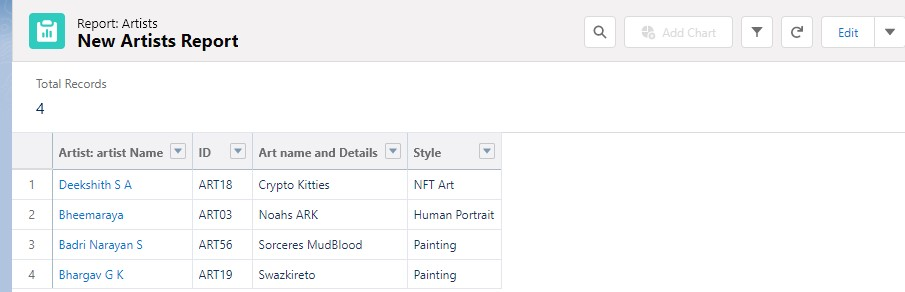 Report: Artists
New Artists Report
Add Chart
Edit
Total Records
4
Artist: artist Name ID Art name and Details Style
1 Deekshith S A ART18 Crypto Kitties NFT Art
2 Bheemaraya ART03 Noahs ARK Human Portrait
3 Badri Narayan S ART56 Sorceres MudBlood Painting
4 Bhargav G K ART19 Swazkireto Painting